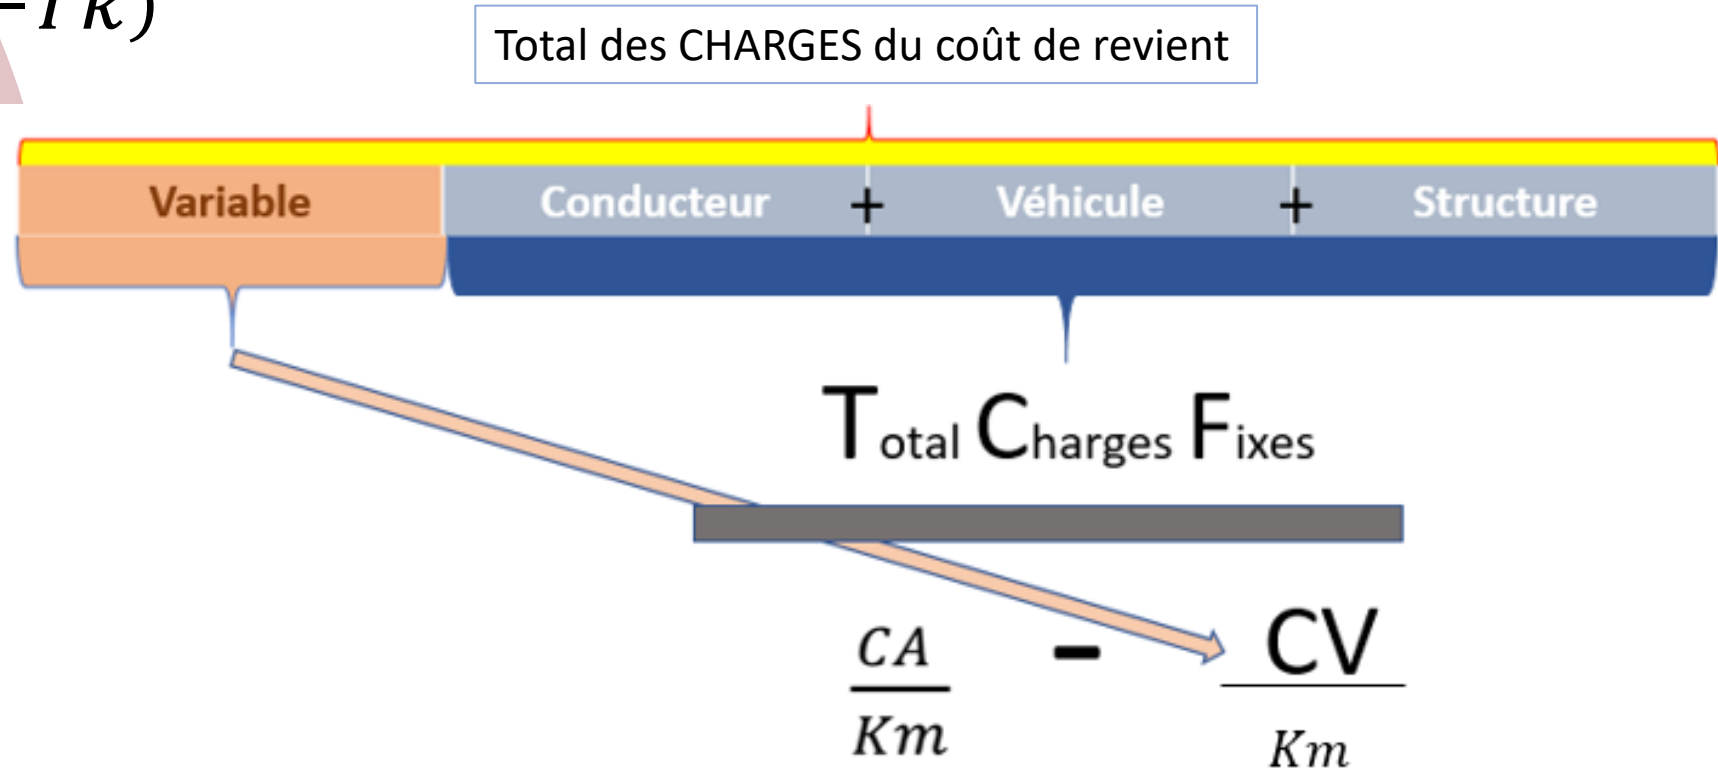 Total des CHARGES du coût de revient
Variable Conducteur + Véhicule + Structure
Total Charges Fixes
CA - CV
Km Km